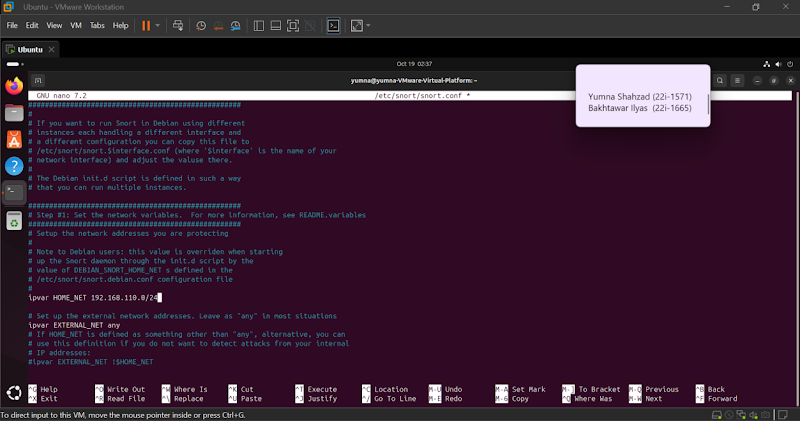 Ubuntu - VMware Workstation
File Edit View VM Tabs Help
Ubuntu
Oct 19 02:37
yumna@yumna-VMware-Virtual-Platform: ~
Yumna Shahzad (22i-1571)
Bakhtawar Ilyas (22i-1665)
GNU nano 7.2 /etc/snort/snort.conf *
###################################################
#
# If you want to run Snort in Debian using different
# instances each handling a different interface and
# a different configuration you can copy this file to
# /etc/snort/snort.$interface.conf (where '$interface' is the name of your
# network interface) and adjust the valuse there.
#
# The Debian init.d script is defined in such a way
# that you can run multiple instances.
###################################################
# Step #1: Set the network variables.  For more information, see README.variables
###################################################
# Setup the network addresses you are protecting
#
# Note to Debian users: this value is overriden when starting
# up the Snort daemon through the init.d script by the
# value of DEBIAN_SNORT_HOME_NET s defined in the
# /etc/snort/snort.debian.conf configuration file
#
ipvar HOME_NET 192.168.110.0/24
# Set up the external network addresses. Leave as "any" in most situations
ipvar EXTERNAL_NET any
# If HOME_NET is defined as something other than "any", alternative, you can
# use this definition if you do not want to detect attacks from your internal
# IP addresses:
#ipvar EXTERNAL_NET !$HOME_NET
^G Help ^O Write Out ^W Where Is ^K Cut ^T Execute ^C Location M-U Undo M-A Set Mark M-] To Bracket M-Q Previous ^B Back
^X Exit ^R Read File ^\ Replace ^U Paste ^J Justify ^/ Go To Line M-E Redo M-6 Copy ^Q Where Was M-W Next ^F Forward
To direct input to this VM, move the mouse pointer inside or press Ctrl+G.